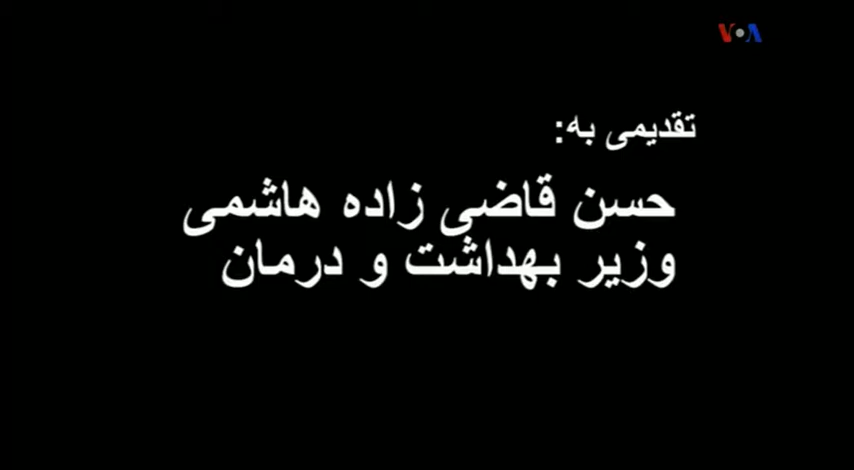 VOA
تقدیمی به:
حسن قاضی زاده هاشمی
وزیر بهداشت و درمان